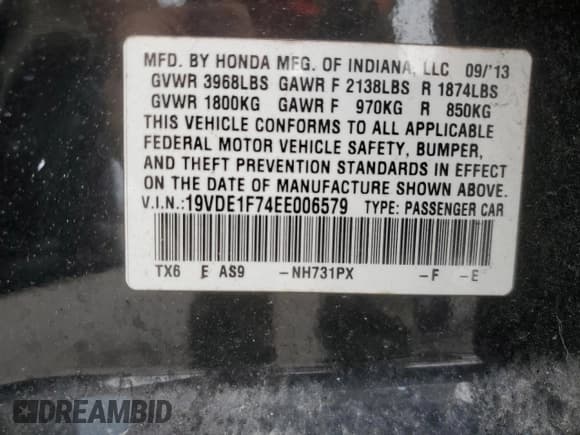 MFD. BY HONDA MFG. OF INDIANA, LLC 09/'13
GVWR 3968LBS GAWR F 2138LBS R 1874LBS
GVWR 1800KG GAWR F 970KG R 850KG
THIS VEHICLE CONFORMS TO ALL APPLICABLE
FEDERAL MOTOR VEHICLE SAFETY, BUMPER,
AND THEFT PREVENTION STANDARDS IN EFFECT
ON THE DATE OF MANUFACTURE SHOWN ABOVE.
V.I.N.: 19VDE1F74EE006579 TYPE: PASSENGER CAR
TX6 E AS9 –NH731PX –F –E
DREAMBID